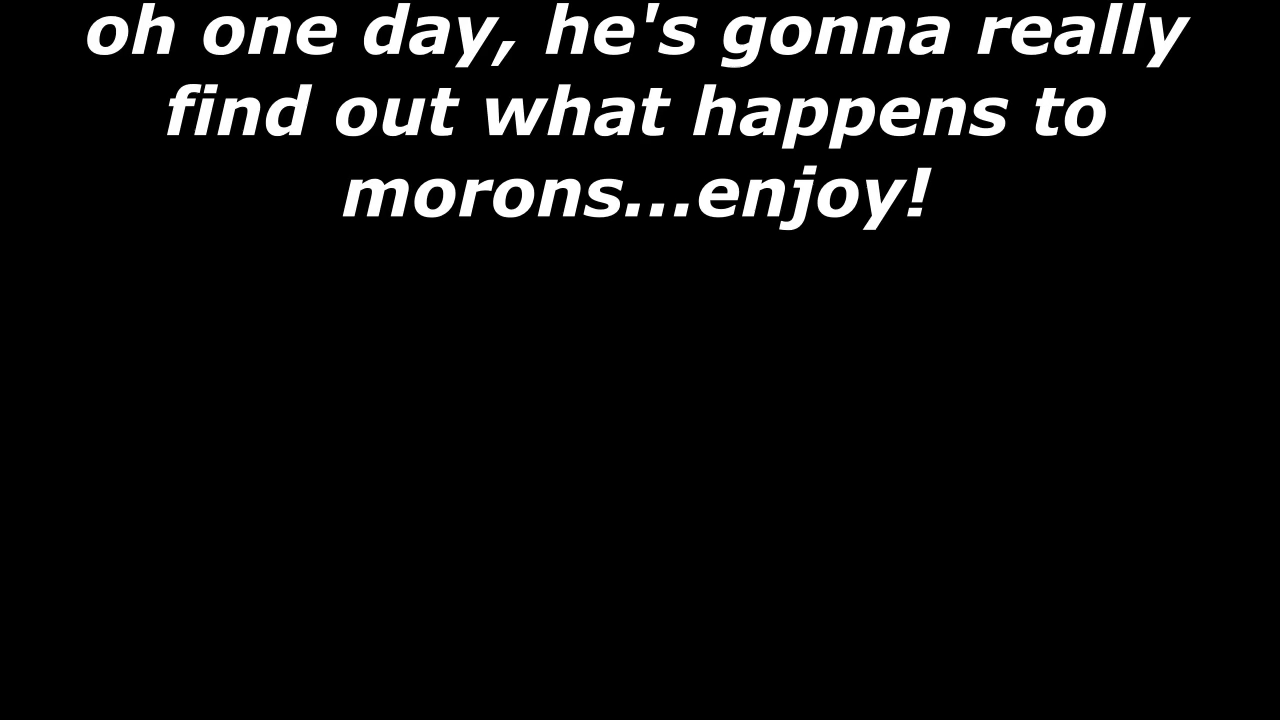 oh one day, he's gonna really
find out what happens to
morons...enjoy!